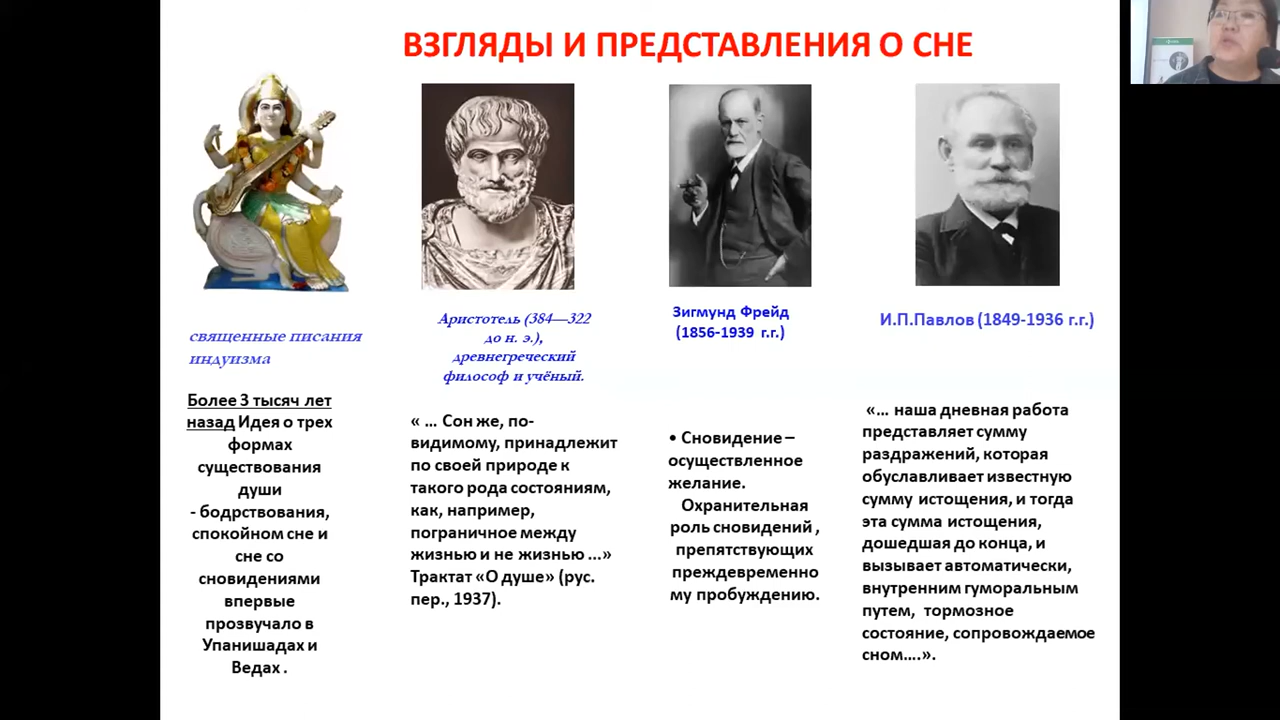 ВЗГЛЯДЫ И ПРЕДСТАВЛЕНИЯ О СНЕ
священные писания
индуизма
Более 3 тысяч лет
назад Идея о трех
формах
существования
души
- бодрствования,
спокойном сне и
сне со
сновидениями
впервые
прозвучало в
Упанишадах и
Ведах .
Аристотель (384—322
до н. э.),
древнегреческий
философ и учёный.
« ... Сон же, по-
видимому, принадлежит
по своей природе к
такого рода состояниям,
как, например,
пограничное между
жизнью и не жизнью ...»
Трактат «О душе» (рус.
пер., 1937).
Зигмунд Фрейд
(1856-1939 г.г.)
• Сновидение –
осуществленное
желание.
Охранительная
роль сновидений ,
препятствующих
преждевременно
му пробуждению.
И.П.Павлов (1849-1936 г.г.)
«... наша дневная работа
представляет сумму
раздражений, которая
обуславливает известную
сумму истощения, и тогда
эта сумма истощения,
дошедшая до конца, и
вызывает автоматически,
внутренним гуморальным
путем, тормозное
состояние, сопровождаемое
сном....».